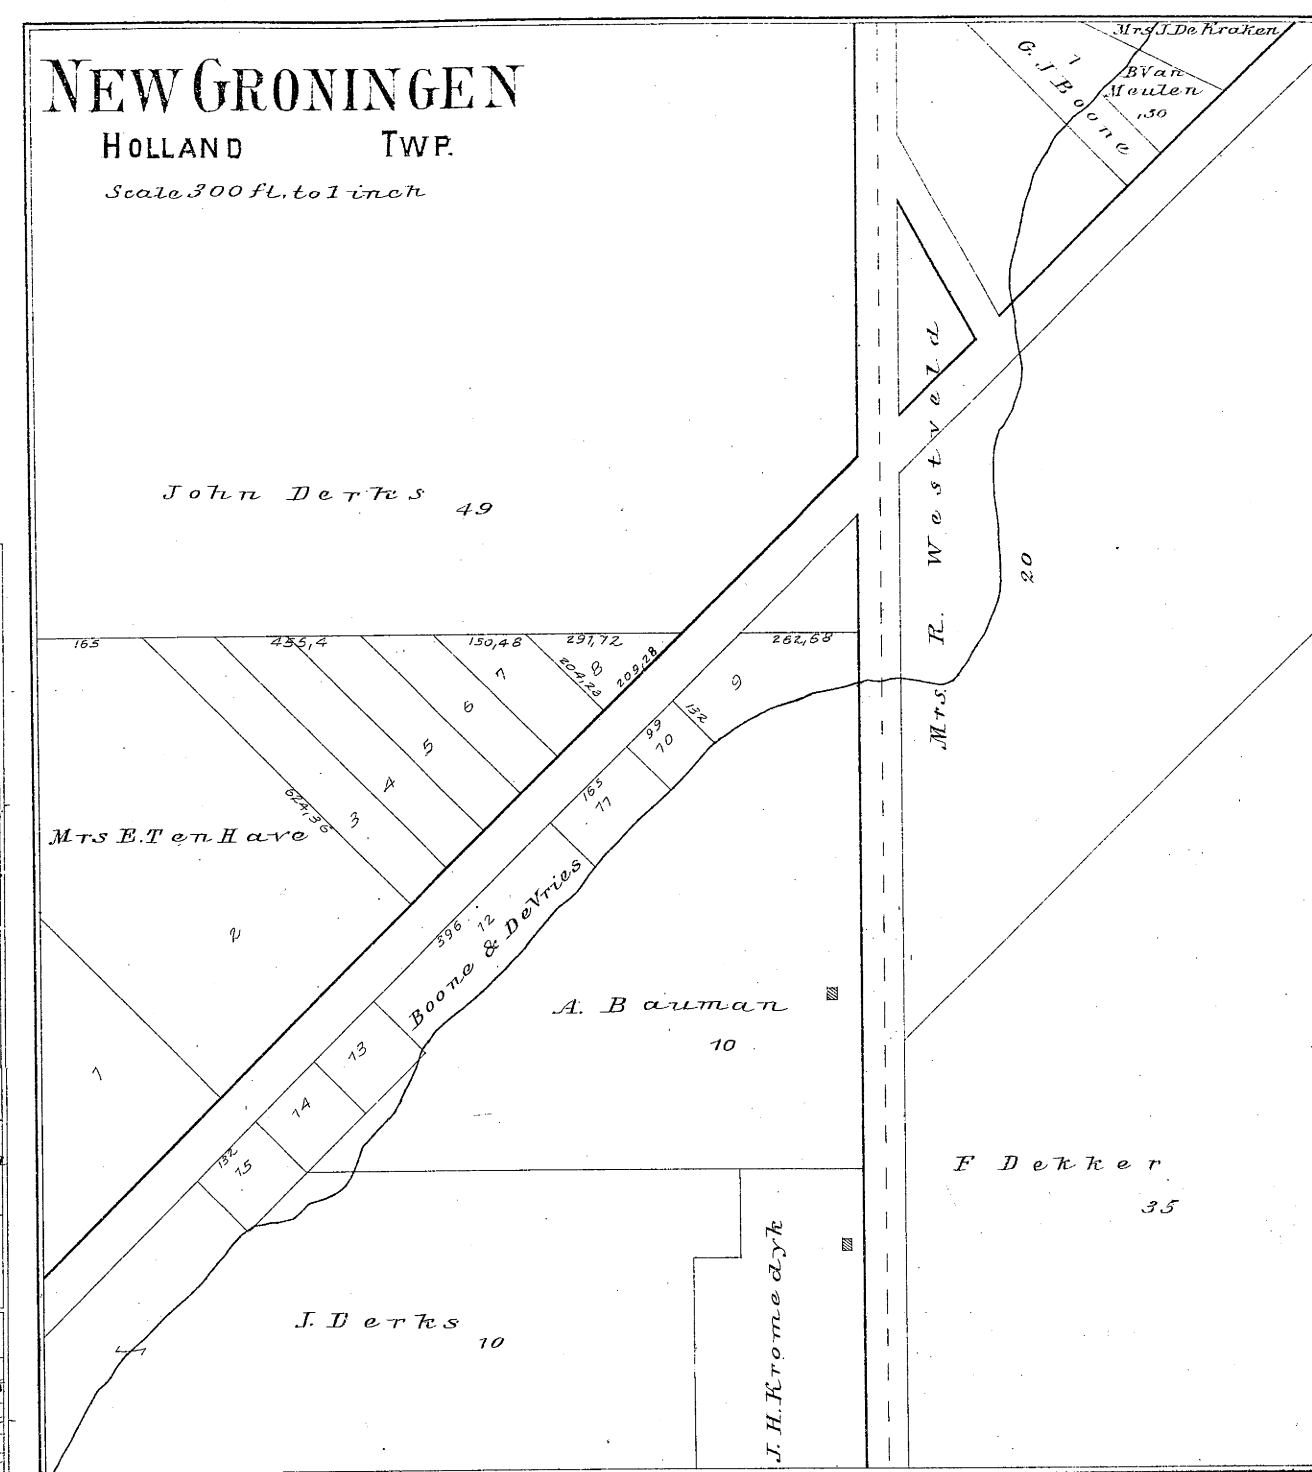 NEW GRONINGEN
HOLLAND TWP.
Scale 300 ft. to 1 inch
Mrs J. De Kraken
1
G. J Boone
B Van
Meulen
,50
John Derks
49
Mrs. R. Westveld
20
165
455,4
150,48
297,72
262,68
204,28
209,28
8
7
6
5
4
3
624,36
Mrs E. Ten Have
2
1
9
132
99
10
165
11
396
12
Boone & DeVries
13
14
132
15
A. Bauman
10
F Dekker
35
J. Derks
10
J. H. Kromedyk